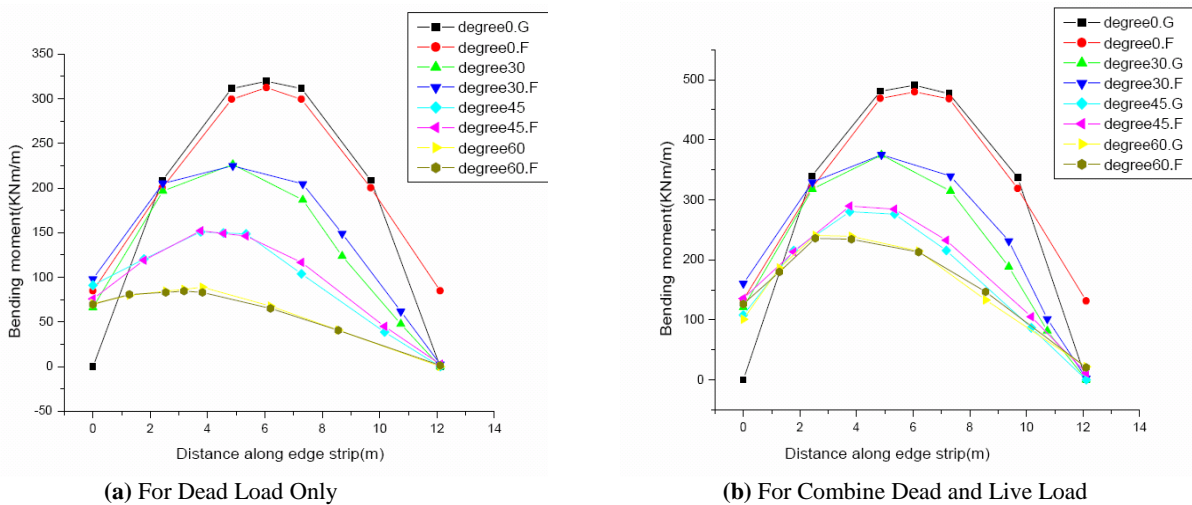 degree0.G
degree0.F
degree30
degree30.F
degree45
degree45.F
degree60
degree60.F
350
300
250
200
150
100
50
0
-50
Bending moment(KNm/m)
0 2 4 6 8 10 12 14
Distance along edge strip(m)
(a) For Dead Load Only
degree0.G
degree0.F
degree30.G
degree30.F
degree45.G
degree45.F
degree60.G
degree60.F
500
400
300
200
100
0
Bending moment(KNm/m)
0 2 4 6 8 10 12 14
Distance along edge strip(m)
(b) For Combine Dead and Live Load